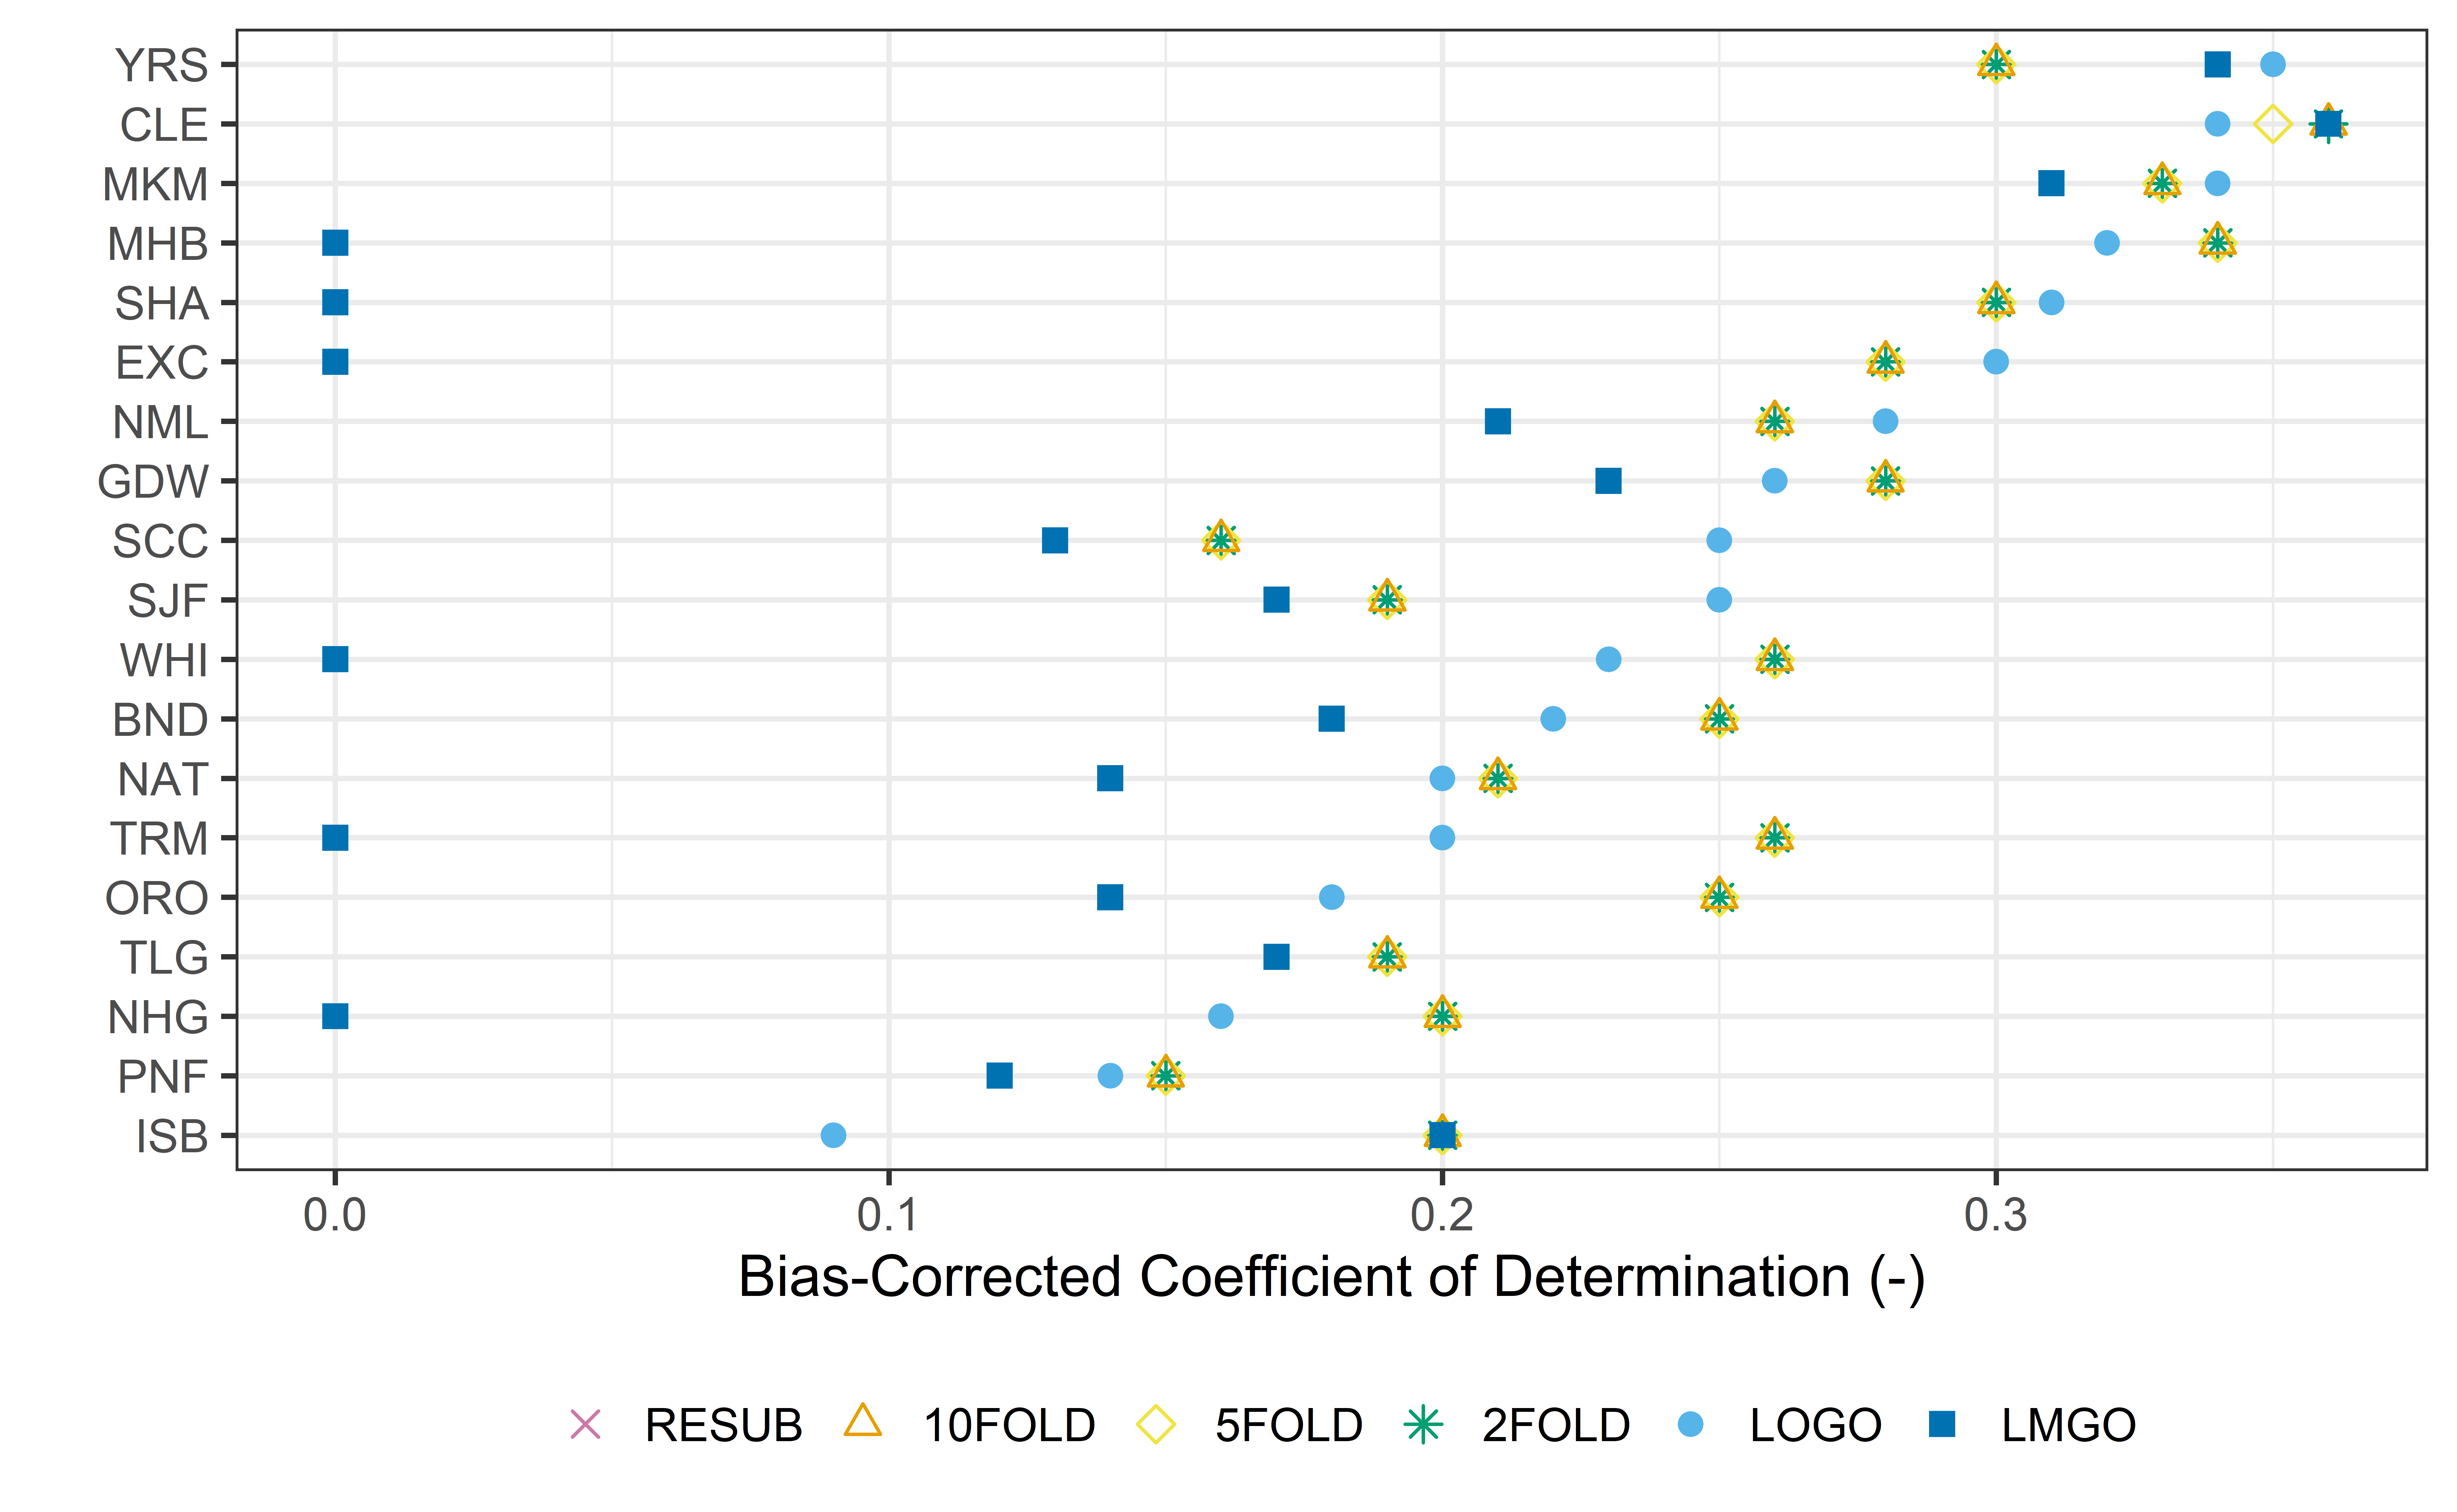 YRS
CLE
MKM
MHB
SHA
EXC
NML
GDW
SCC
SJF
WHI
BND
NAT
TRM
ORO
TLG
NHG
PNF
ISB
0.0 0.1 0.2 0.3
Bias-Corrected Coefficient of Determination (-)
RESUB 10FOLD 5FOLD 2FOLD LOGO LMGO